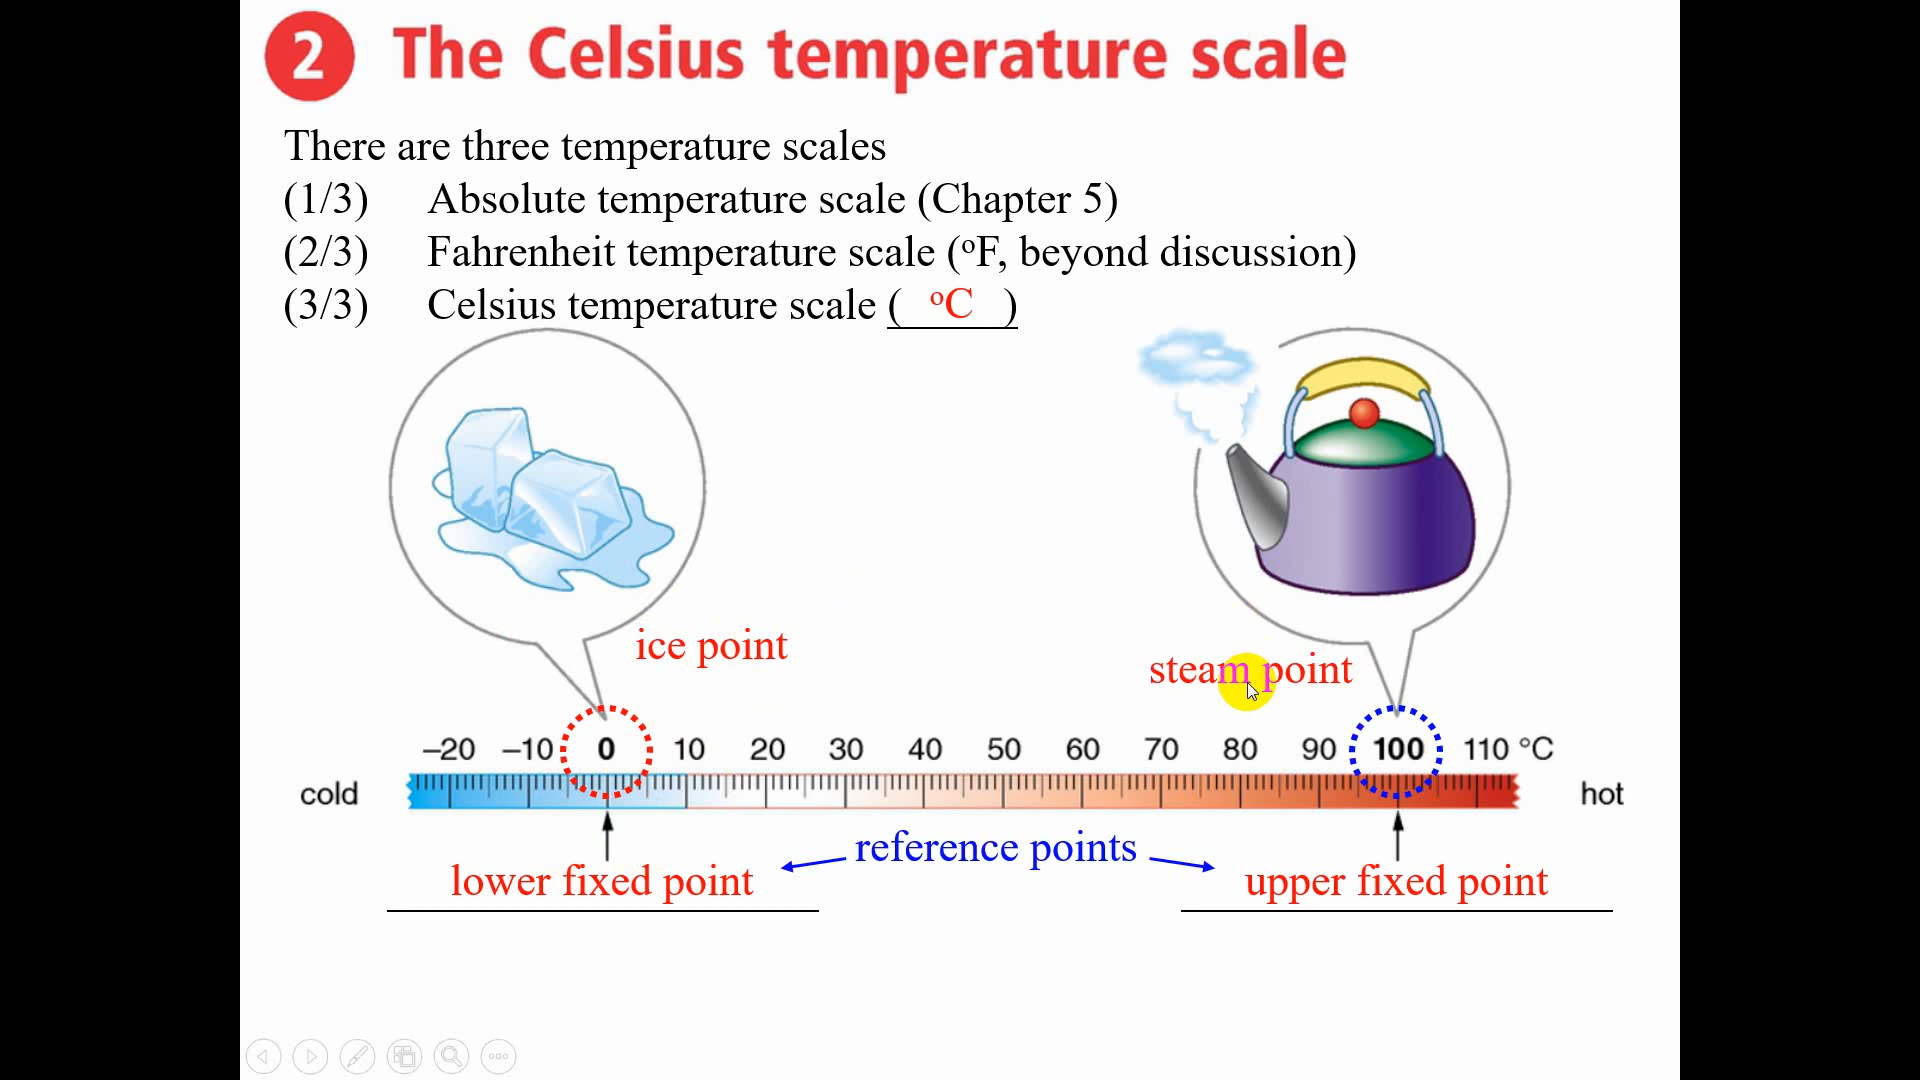 2 The Celsius temperature scale
There are three temperature scales
(1/3) Absolute temperature scale (Chapter 5)
(2/3) Fahrenheit temperature scale (ºF, beyond discussion)
(3/3) Celsius temperature scale ( ºC )
ice point
steam point
–20 –10 0 10 20 30 40 50 60 70 80 90 100 110 °C
cold hot
reference points
lower fixed point upper fixed point